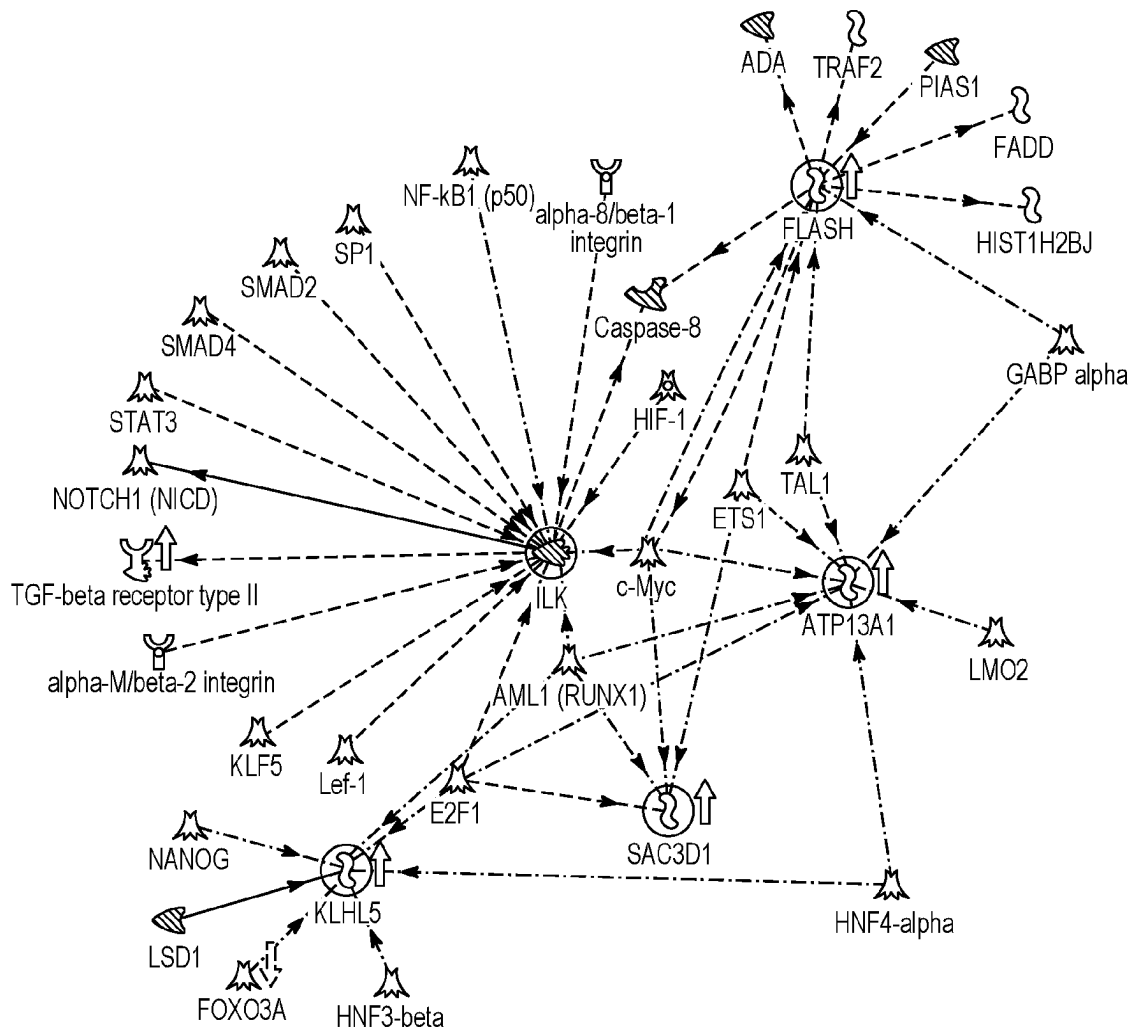 ADA
TRAF2
PIAS1
FADD
NF-kB1 (p50)
alpha-8/beta-1
integrin
FLASH
HIST1H2BJ
SP1
SMAD2
Caspase-8
SMAD4
GABP alpha
HIF-1
STAT3
TAL1
NOTCH1 (NICD)
ETS1
TGF-beta receptor type II
ILK
c-Myc
ATP13A1
LMO2
alpha-M/beta-2 integrin
AML1 (RUNX1)
KLF5
Lef-1
E2F1
SAC3D1
NANOG
KLHL5
HNF4-alpha
LSD1
FOXO3A
HNF3-beta